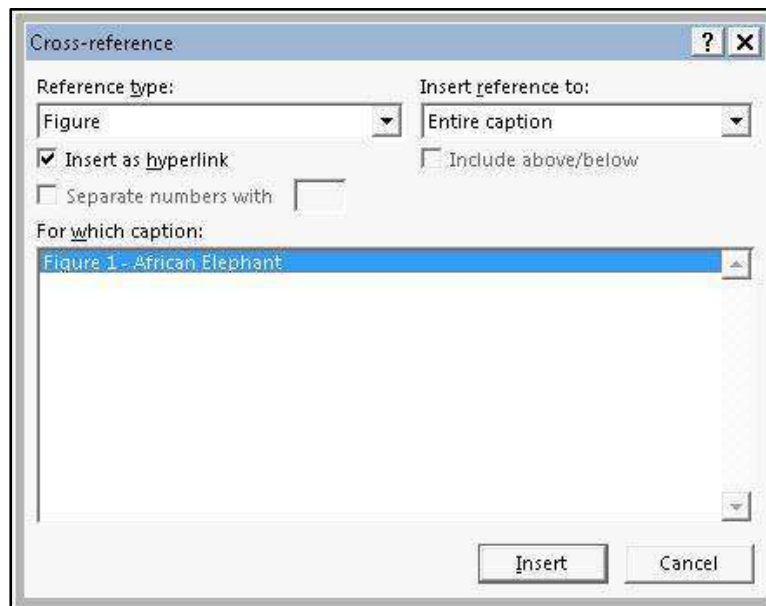 Cross-reference ? X
Reference type: Insert reference to:
Figure Entire caption
Insert as hyperlink Include above/below
Separate numbers with
For which caption:
Figure 1 - African Elephant
Insert Cancel